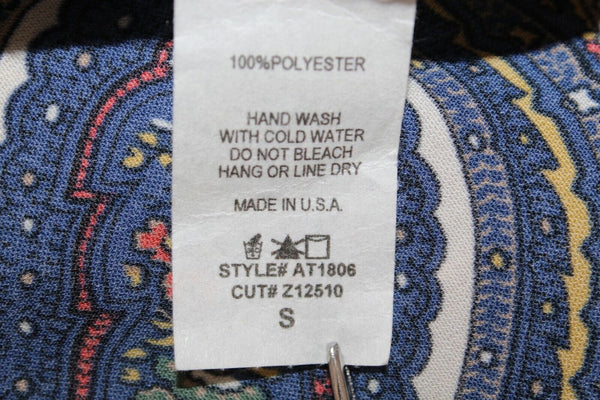 100%POLYESTER
HAND WASH
WITH COLD WATER
DO NOT BLEACH
HANG OR LINE DRY
MADE IN U.S.A.
STYLE# AT1806
CUT# Z12510
S